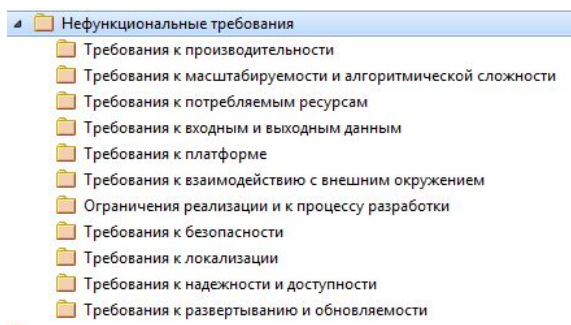 Нефункциональные требования
Требования к производительности
Требования к масштабируемости и алгоритмической сложности
Требования к потребляемым ресурсам
Требования к входным и выходным данным
Требования к платформе
Требования к взаимодействию с внешним окружением
Ограничения реализации и к процессу разработки
Требования к безопасности
Требования к локализации
Требования к надежности и доступности
Требования к развертыванию и обновляемости